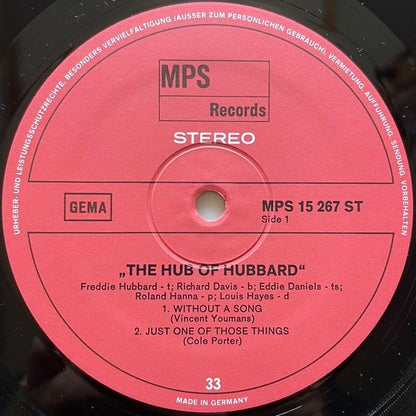 URHEBER- UND LEISTUNGSSCHUTZRECHTE, BESONDERS VERVIELFÄLTIGUNG (AUSSER ZUM PERSÖNLICHEN GEBRAUCH), VERMIETUNG, AUFFÜHRUNG, SENDUNG, VORBEHALTEN
MPS
Records
STEREO
GEMA
MPS 15 267 ST
Side 1
„THE HUB OF HUBBARD“
Freddie Hubbard - t; Richard Davis - b; Eddie Daniels - ts;
Roland Hanna - p; Louis Hayes - d
1. WITHOUT A SONG
(Vincent Youmans)
2. JUST ONE OF THOSE THINGS
(Cole Porter)
33
MADE IN GERMANY